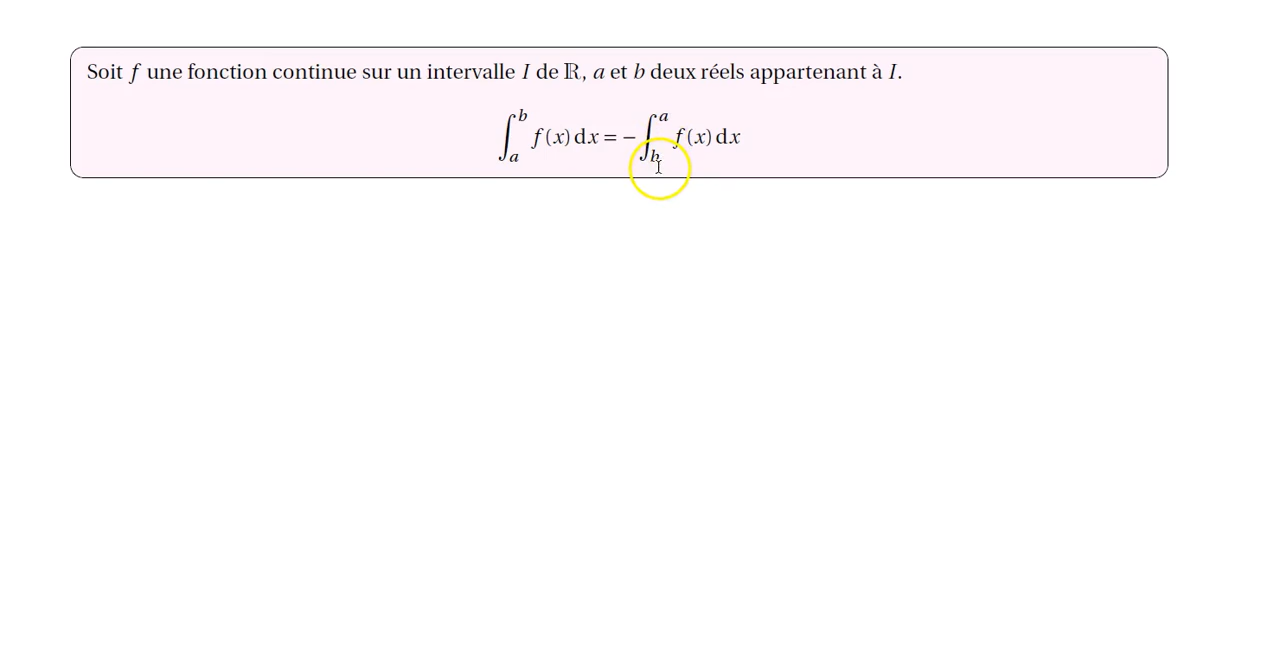 Soit f une fonction continue sur un intervalle I de ℝ, a et b deux réels appartenant à I.
∫_a^b f(x) dx = − ∫_b^a f(x) dx